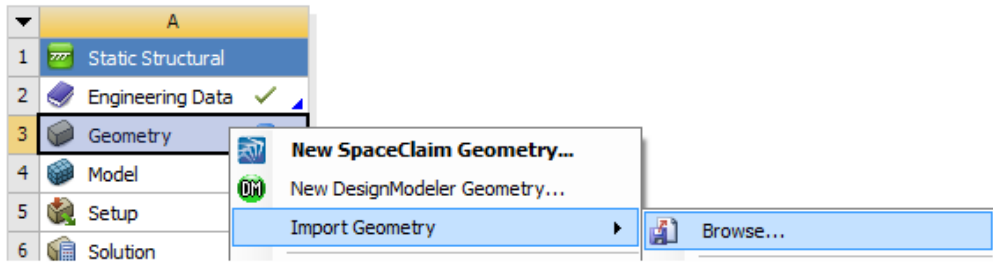 A
1 Static Structural
2 Engineering Data
3 Geometry
New SpaceClaim Geometry...
4 Model
DM New DesignModeler Geometry...
5 Setup
Import Geometry
Browse...
6 Solution